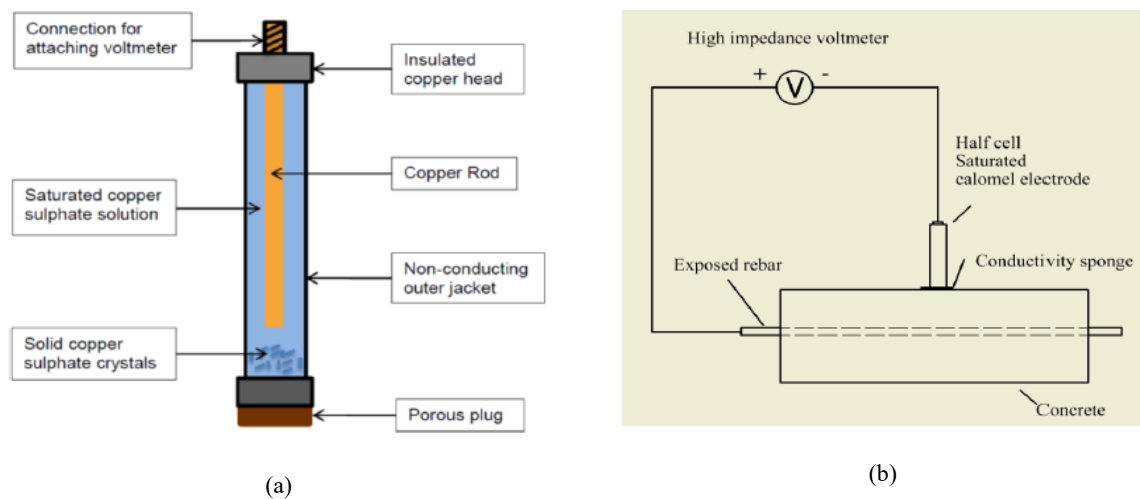 Connection for
attaching voltmeter
Insulated
copper head
Copper Rod
Saturated copper
sulphate solution
Non-conducting
outer jacket
Solid copper
sulphate crystals
Porous plug
(a)
High impedance voltmeter
+
V
-
Half cell
Saturated
calomel electrode
Exposed rebar
Conductivity sponge
Concrete
(b)